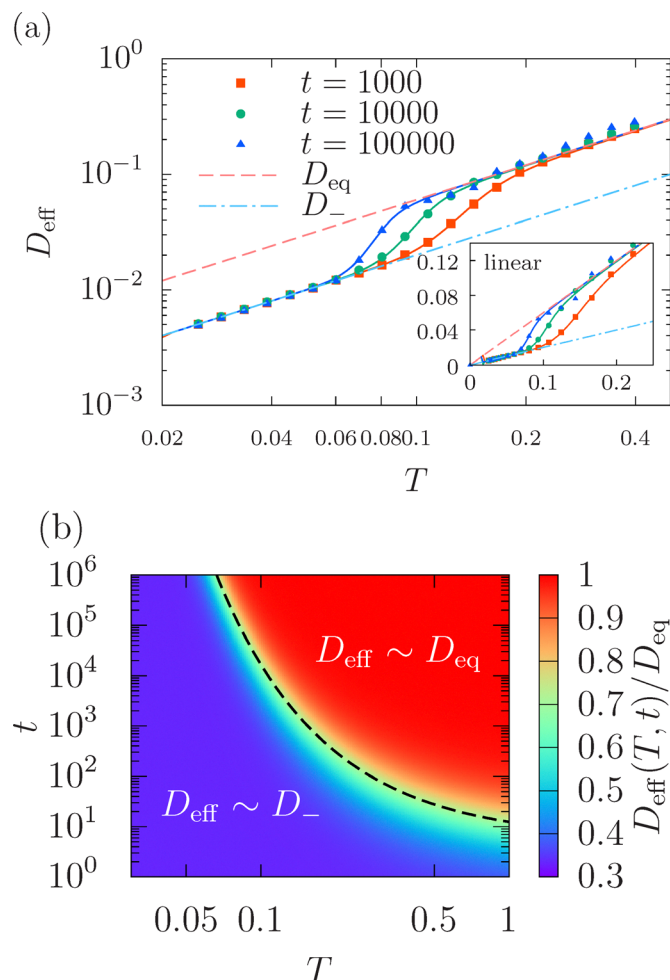 (a)
10^0
10^{-1}
10^{-2}
10^{-3}
D_eff
t = 1000
t = 10000
t = 100000
D_eq
D_−
linear
0.12
0.08
0.04
0
0 0.1 0.2
0.02 0.04 0.06 0.08 0.1 0.2 0.4
T
(b)
10^6
10^5
10^4
10^3
10^2
10^1
10^0
t
D_eff ∼ D_eq
D_eff ∼ D_−
0.05 0.1 0.5 1
T
1
0.9
0.8
0.7
0.6
0.5
0.4
0.3
D_eff(T, t)/D_eq